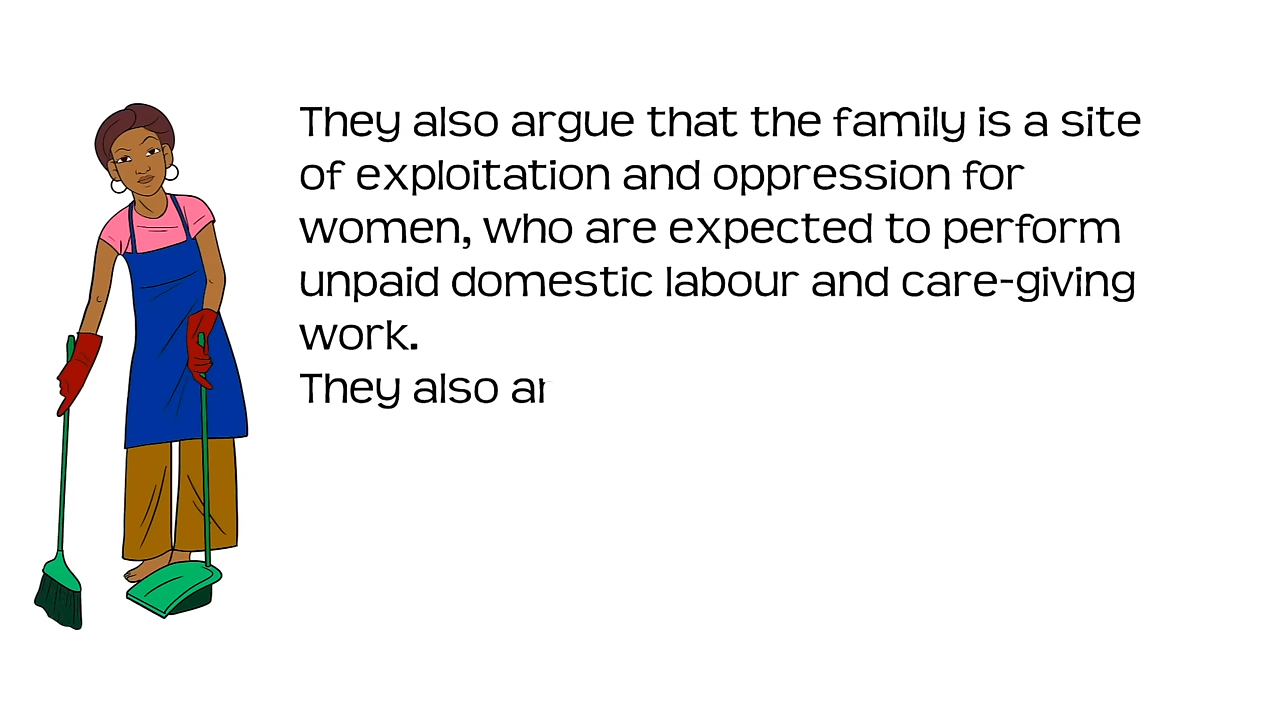 They also argue that the family is a site
of exploitation and oppression for
women, who are expected to perform
unpaid domestic labour and care-giving
work.
They also ar